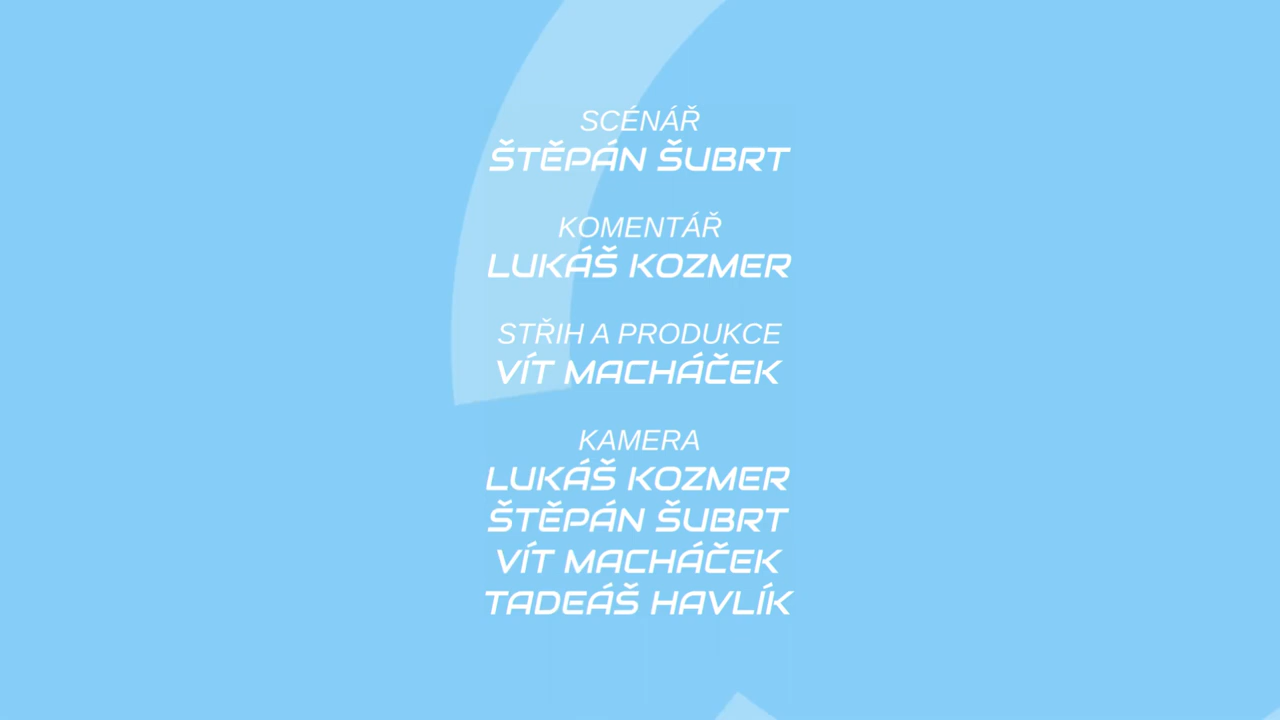 SCÉNÁŘ
ŠTĚPÁN ŠUBRT
KOMENTÁŘ
LUKÁŠ KOZMER
STŘIH A PRODUKCE
VÍT MACHÁČEK
KAMERA
LUKÁŠ KOZMER
ŠTĚPÁN ŠUBRT
VÍT MACHÁČEK
TADEÁŠ HAVLÍK